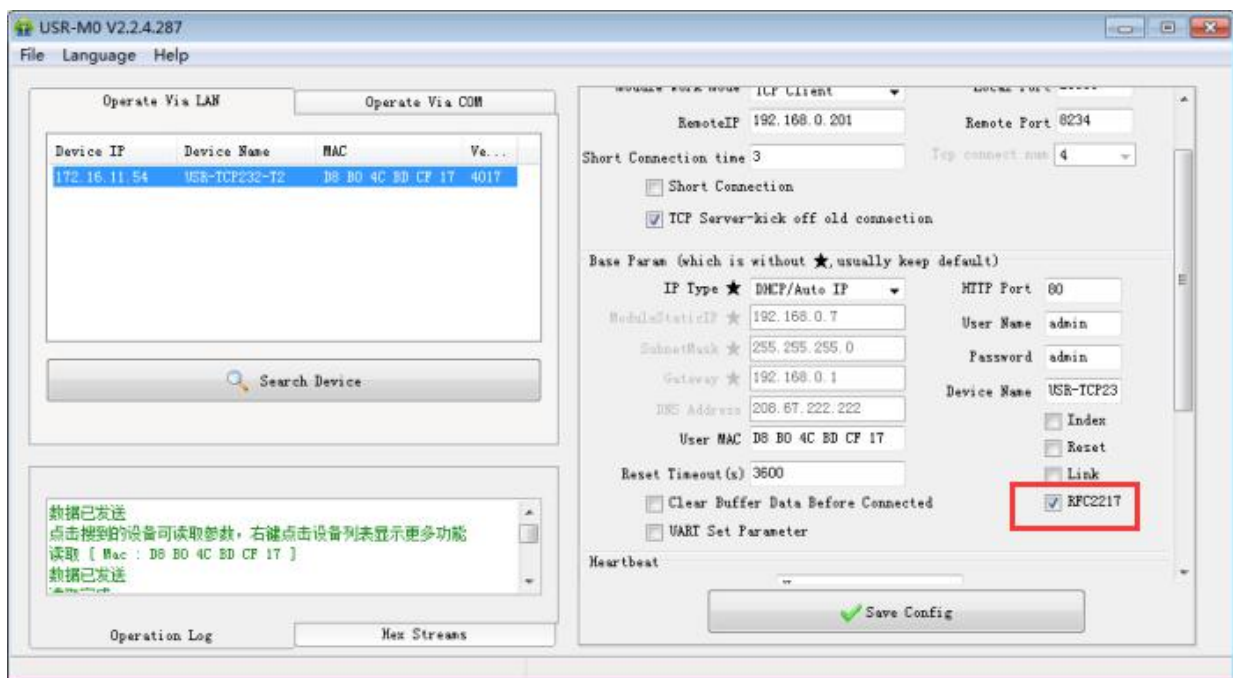 USR-M0 V2.2.4.287
File Language Help
Operate Via LAN Operate Via COM
Device IP Device Name MAC Ve...
172.16.11.54 USR-TCP232-T2 D8 B0 4C BD CF 17 4017
Search Device
数据已发送
点击搜到的设备可读取参数，右键点击设备列表显示更多功能
读取 [ Mac : D8 B0 4C BD CF 17 ]
数据已发送
Operation Log Hex Streams
Module Work Mode TCP Client Local Port
RemoteIP 192.168.0.201 Remote Port 8234
Short Connection time 3 Tcp connect num 4
Short Connection
TCP Server-kick off old connection
Base Param (which is without ★,usually keep default)
IP Type ★ DHCP/Auto IP HTTP Port 80
ModuleStaticIP ★ 192.168.0.7 User Name admin
SubnetMask ★ 255.255.255.0 Password admin
Gateway ★ 192.168.0.1 Device Name USR-TCP23
DNS Address 208.67.222.222 Index
User MAC D8 B0 4C BD CF 17 Reset
Reset Timeout(s) 3600 Link
Clear Buffer Data Before Connected RFC2217
UART Set Parameter
Heartbeat
Save Config